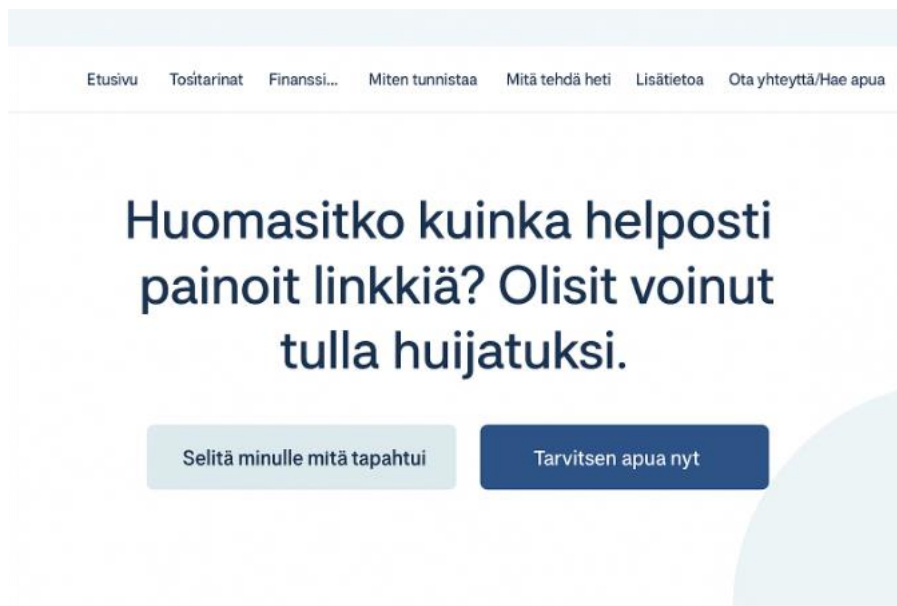 Etusivu Tositarinat Finanssi... Miten tunnistaa Mitä tehdä heti Lisätietoa Ota yhteyttä/Hae apua
Huomasitko kuinka helposti
painoit linkkiä? Olisit voinut
tulla huijatuksi.
Selitä minulle mitä tapahtui Tarvitsen apua nyt